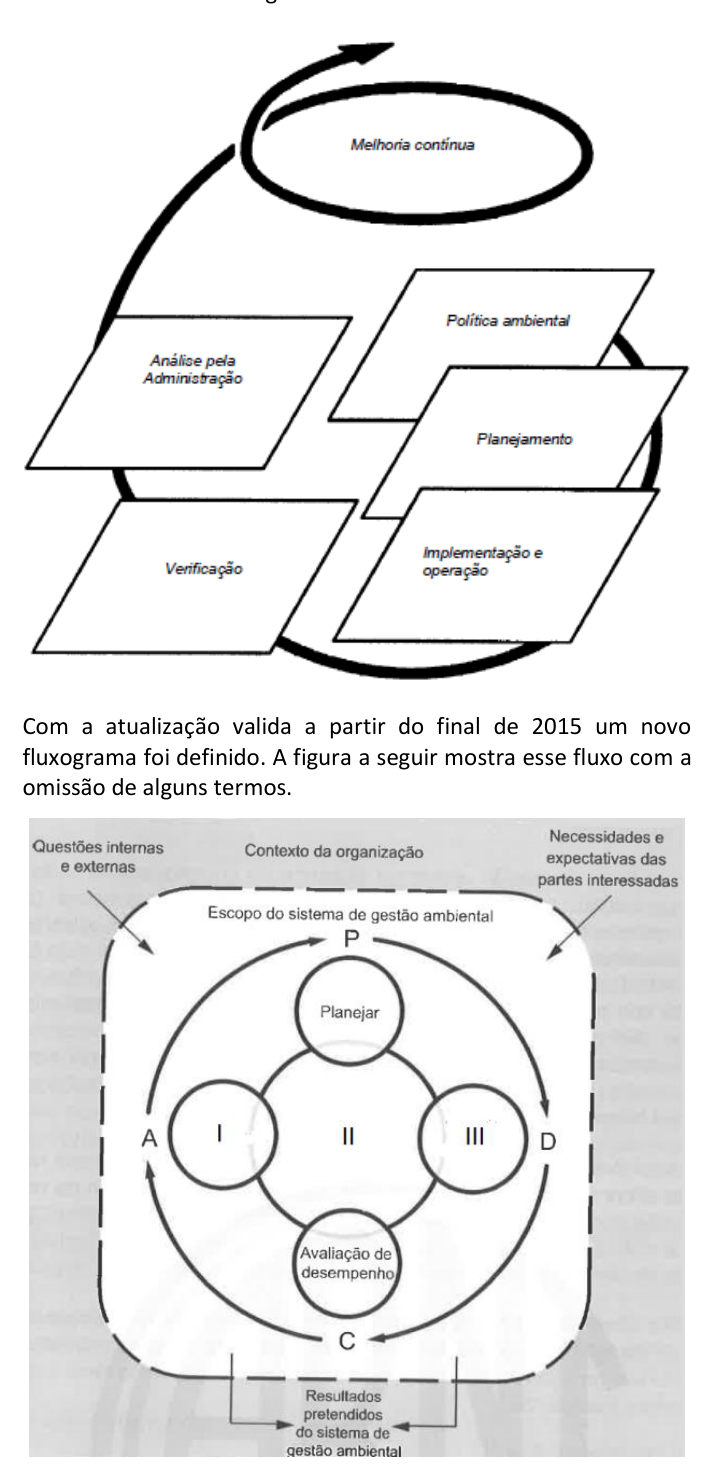 Melhoria contínua
Política ambiental
Análise pela
Administração
Planejamento
Implementação e
operação
Verificação
Com a atualização valida a partir do final de 2015 um novo
fluxograma foi definido. A figura a seguir mostra esse fluxo com a
omissão de alguns termos.
Questões internas
e externas
Contexto da organização
Necessidades e
expectativas das
partes interessadas
Escopo do sistema de gestão ambiental
P
Planejar
A
I
II
III
D
Avaliação de
desempenho
C
Resultados
pretendidos
do sistema de
gestão ambiental